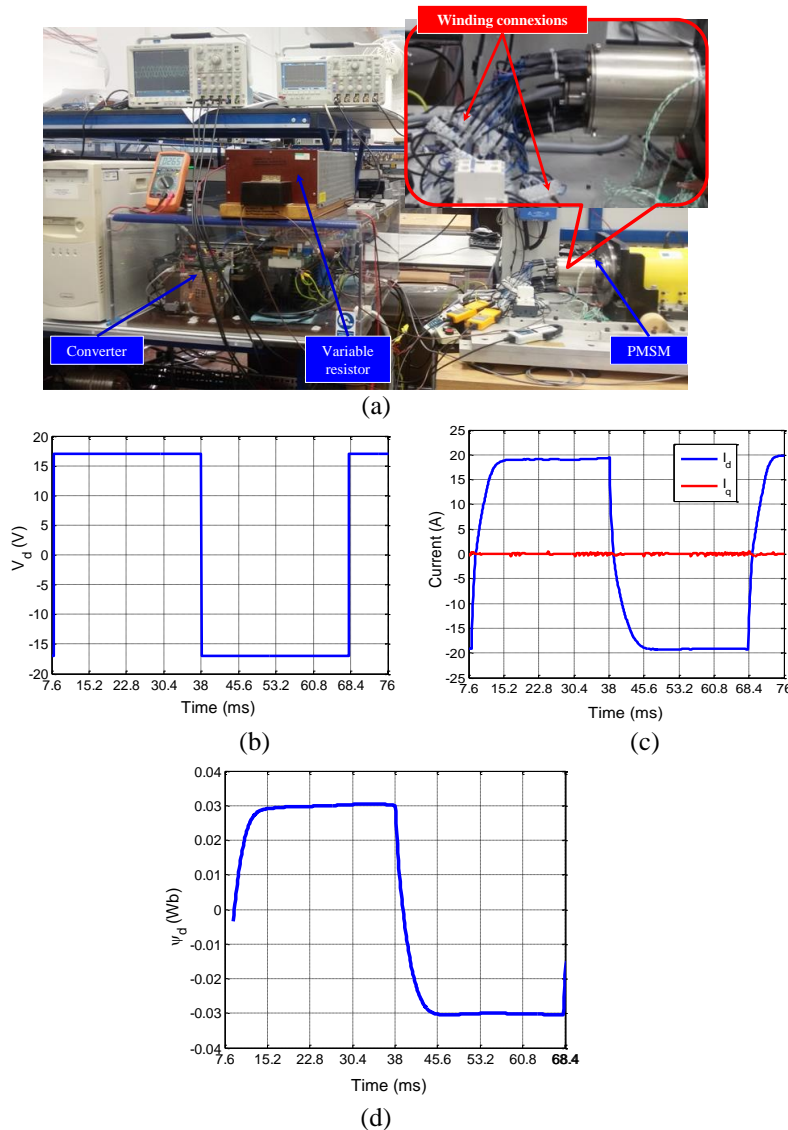 Winding connexions
Converter
Variable
resistor
PMSM
(a)
20
15
10
5
0
-5
-10
-15
-20
V_d (V)
7.6 15.2 22.8 30.4 38 45.6 53.2 60.8 68.4 76
Time (ms)
(b)
25
20
15
10
5
0
-5
-10
-15
-20
-25
Current (A)
I_d
I_q
7.6 15.2 22.8 30.4 38 45.6 53.2 60.8 68.4 76
Time (ms)
(c)
0.04
0.03
0.02
0.01
0
-0.01
-0.02
-0.03
-0.04
ψ_d (Wb)
7.6 15.2 22.8 30.4 38 45.6 53.2 60.8 68.4
Time (ms)
(d)